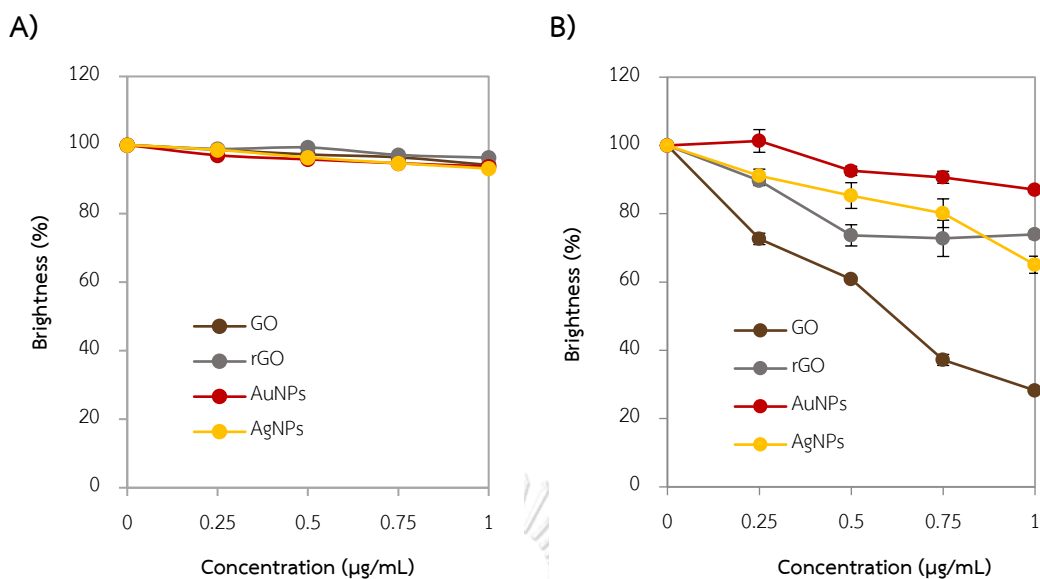 A)
120
100
80
60
40
20
0
Brightness (%)
GO
rGO
AuNPs
AgNPs
0 0.25 0.5 0.75 1
Concentration (µg/mL)
B)
120
100
80
60
40
20
0
Brightness (%)
GO
rGO
AuNPs
AgNPs
0 0.25 0.5 0.75 1
Concentration (µg/mL)